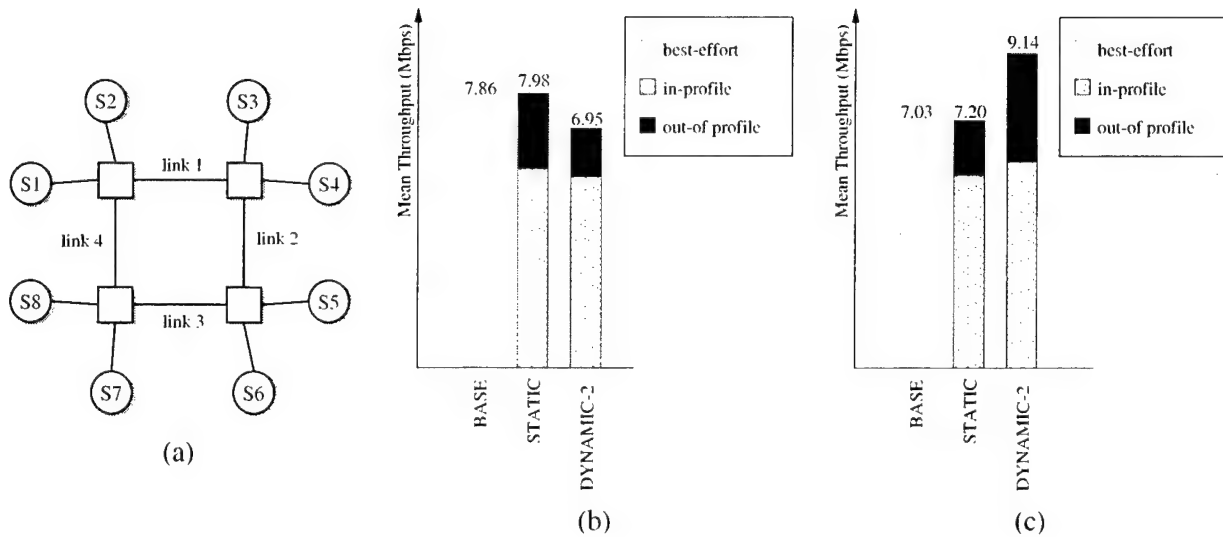 S2
S3
S1
link 1
S4
link 4
link 2
S8
link 3
S5
S7
S6
(a)
Mean Throughput (Mbps)
7.86
7.98
6.95
best-effort
in-profile
out-of profile
BASE
STATIC
DYNAMIC-2
(b)
Mean Throughput (Mbps)
7.03
7.20
9.14
best-effort
in-profile
out-of profile
BASE
STATIC
DYNAMIC-2
(c)